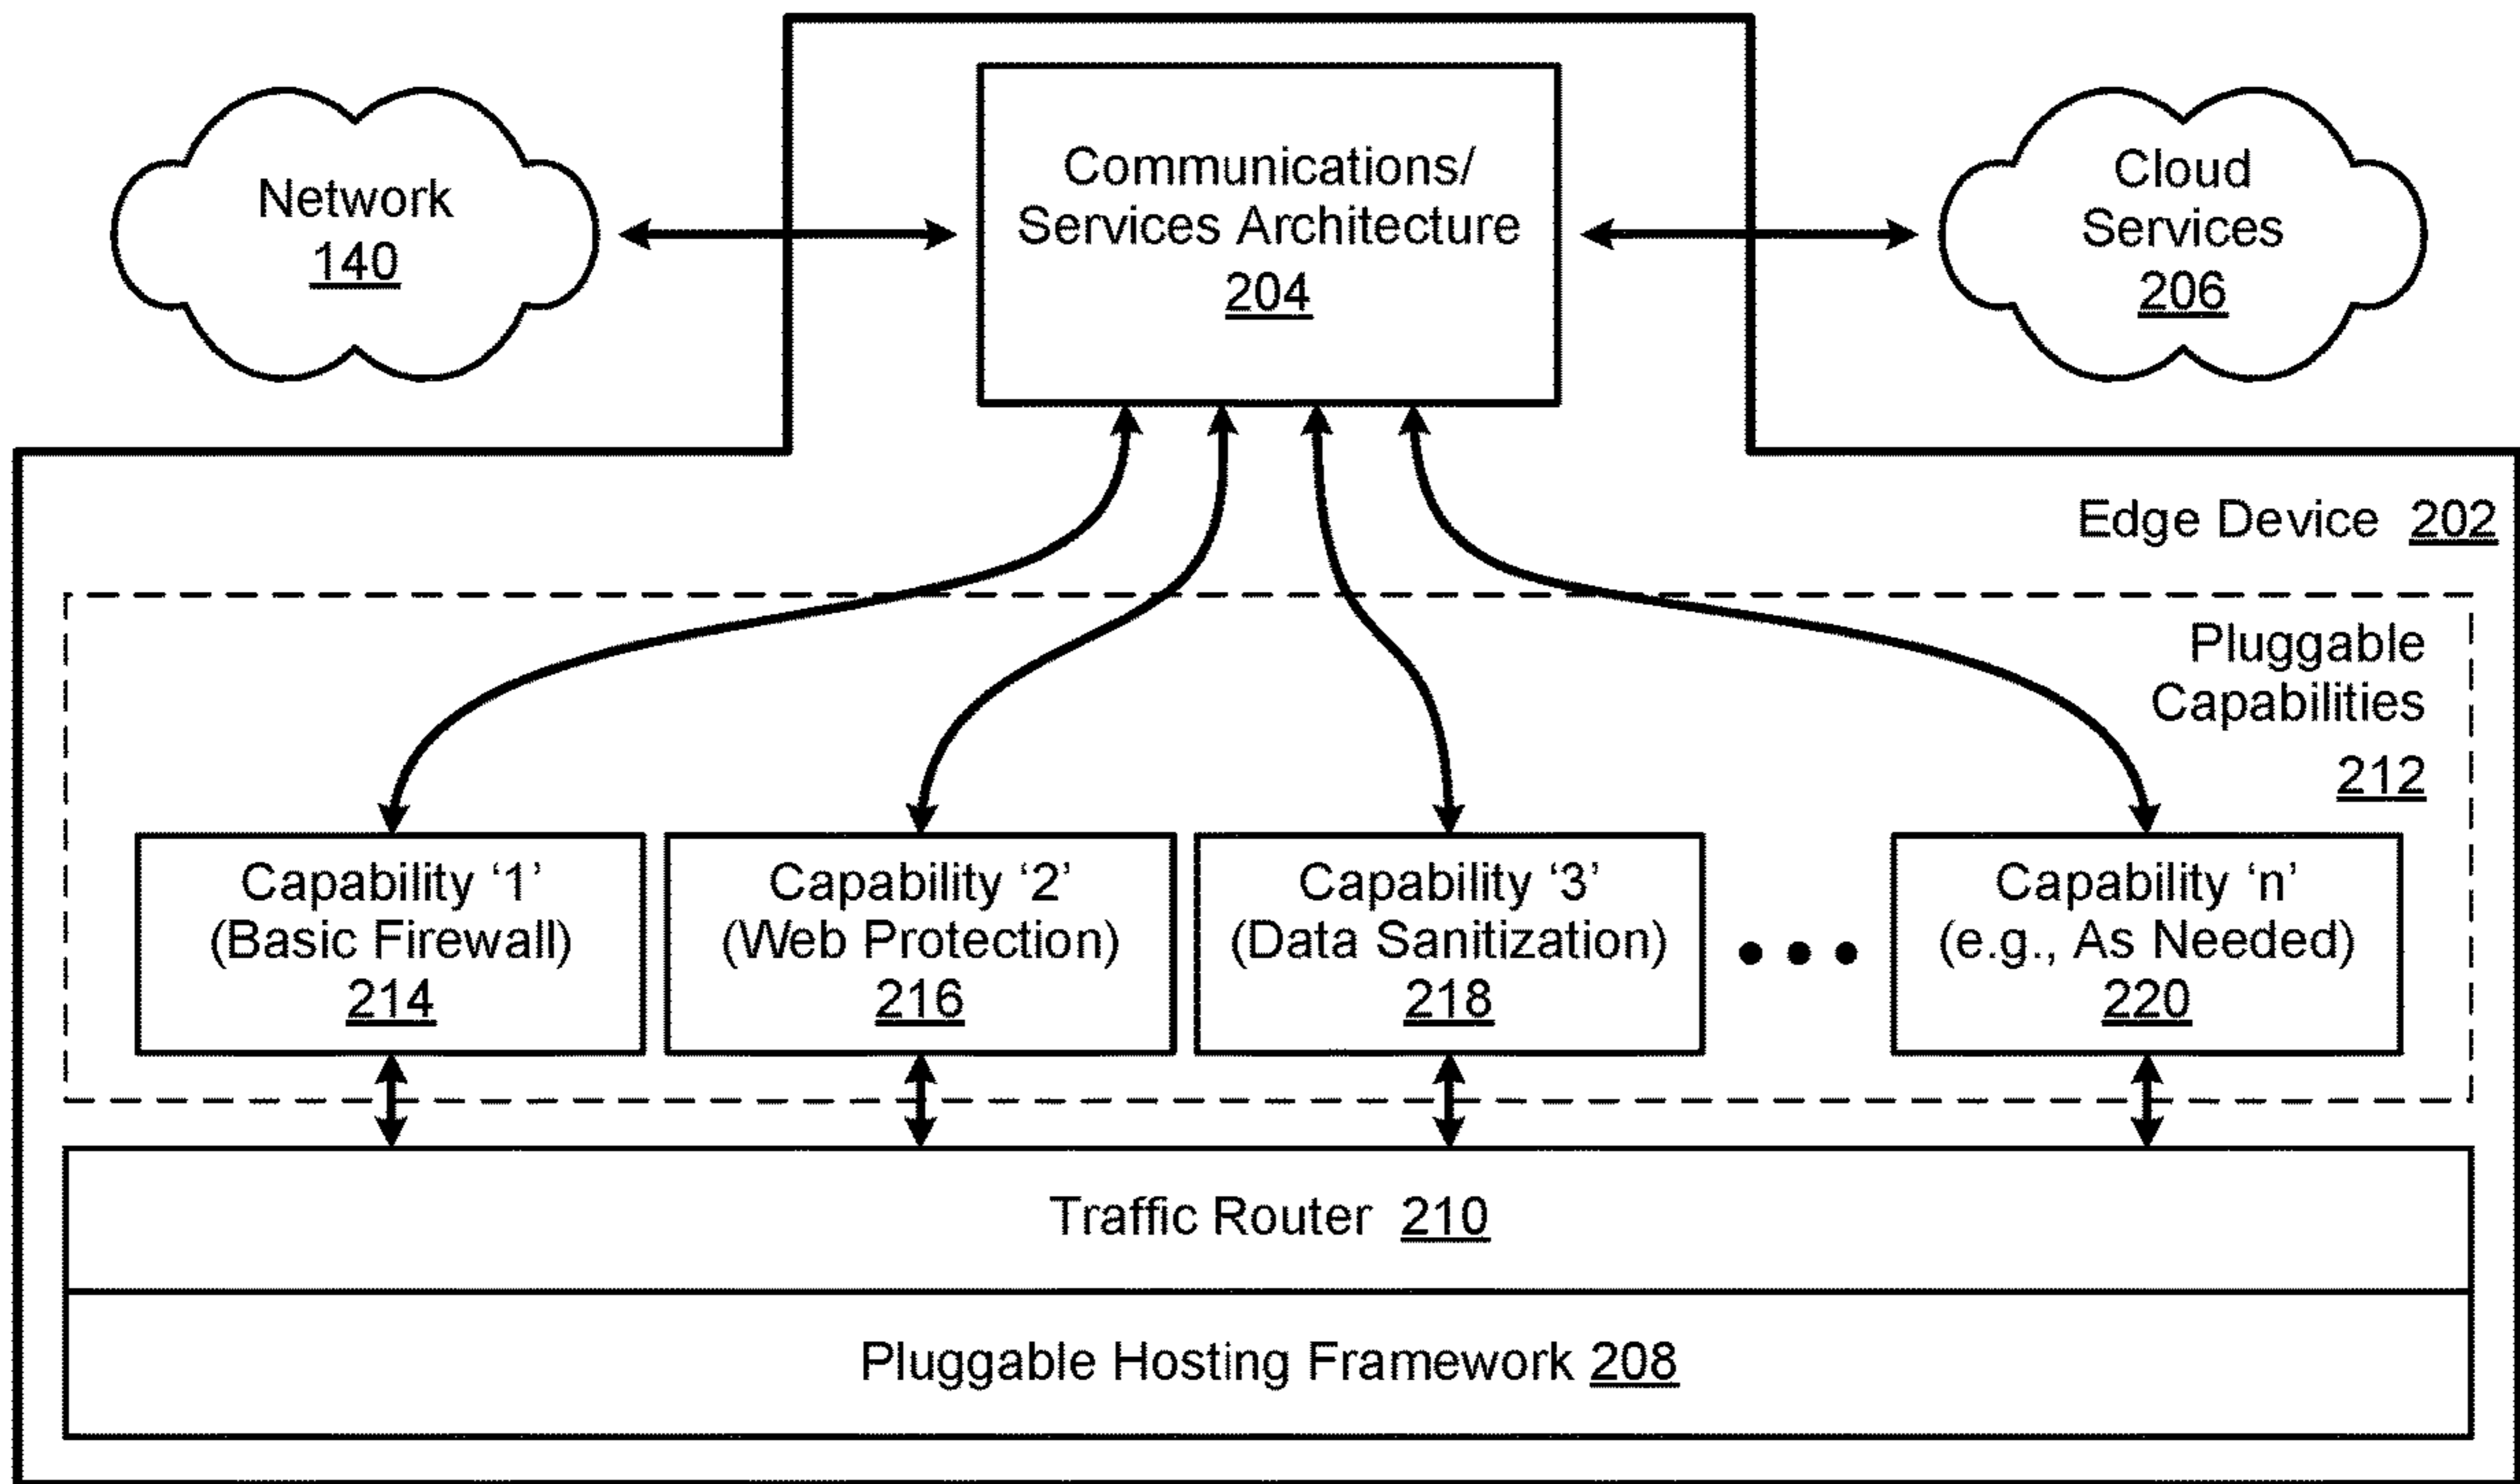 Network
140
Communications/
Services Architecture
204
Cloud
Services
206
Edge Device 202
Pluggable
Capabilities
212
Capability ‘1’
(Basic Firewall)
214
Capability ‘2’
(Web Protection)
216
Capability ‘3’
(Data Sanitization)
218
Capability ‘n’
(e.g., As Needed)
220
Traffic Router 210
Pluggable Hosting Framework 208